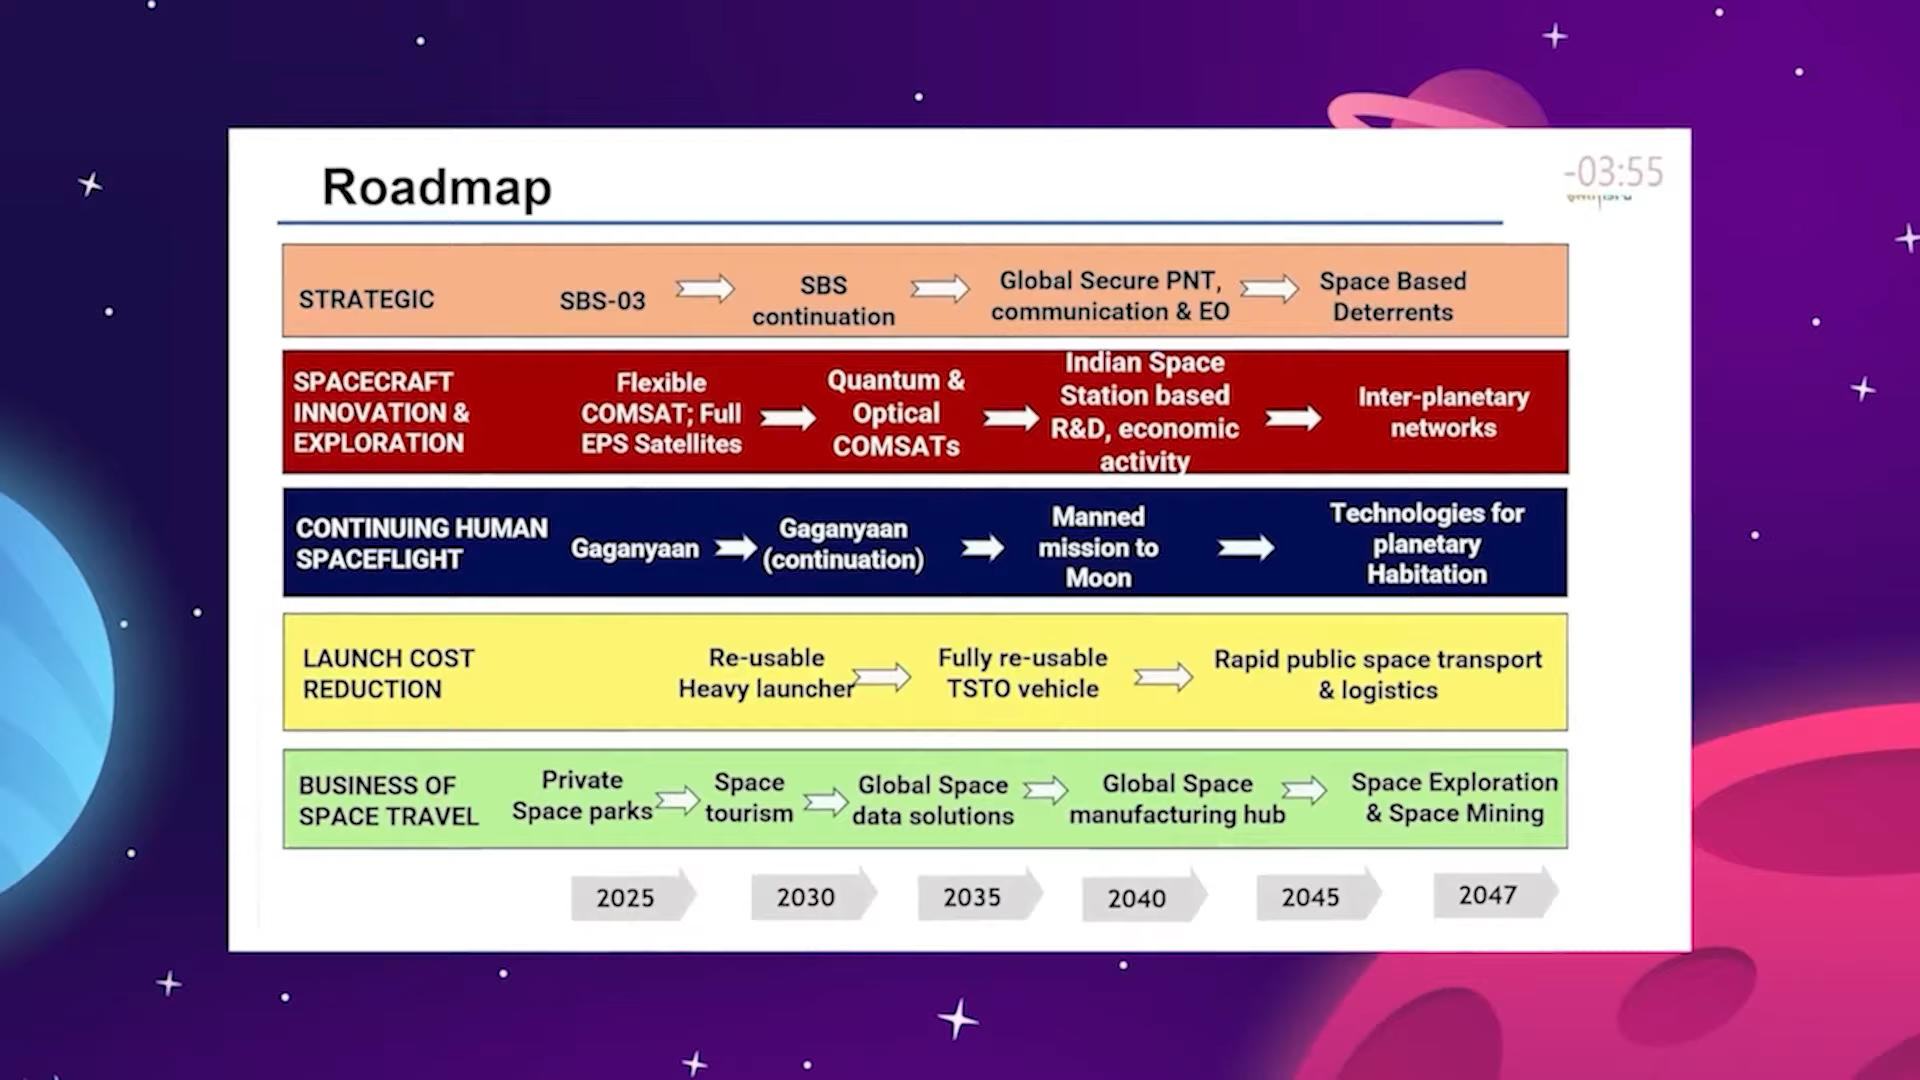 Roadmap
-03:55
STRATEGIC
SBS-03
SBS
continuation
Global Secure PNT,
communication & EO
Space Based
Deterrents
SPACECRAFT
INNOVATION &
EXPLORATION
Flexible
COMSAT; Full
EPS Satellites
Quantum &
Optical
COMSATs
Indian Space
Station based
R&D, economic
activity
Inter-planetary
networks
CONTINUING HUMAN
SPACEFLIGHT
Gaganyaan
Gaganyaan
(continuation)
Manned
mission to
Moon
Technologies for
planetary
Habitation
LAUNCH COST
REDUCTION
Re-usable
Heavy launcher
Fully re-usable
TSTO vehicle
Rapid public space transport
& logistics
BUSINESS OF
SPACE TRAVEL
Private
Space parks
Space
tourism
Global Space
data solutions
Global Space
manufacturing hub
Space Exploration
& Space Mining
2025
2030
2035
2040
2045
2047